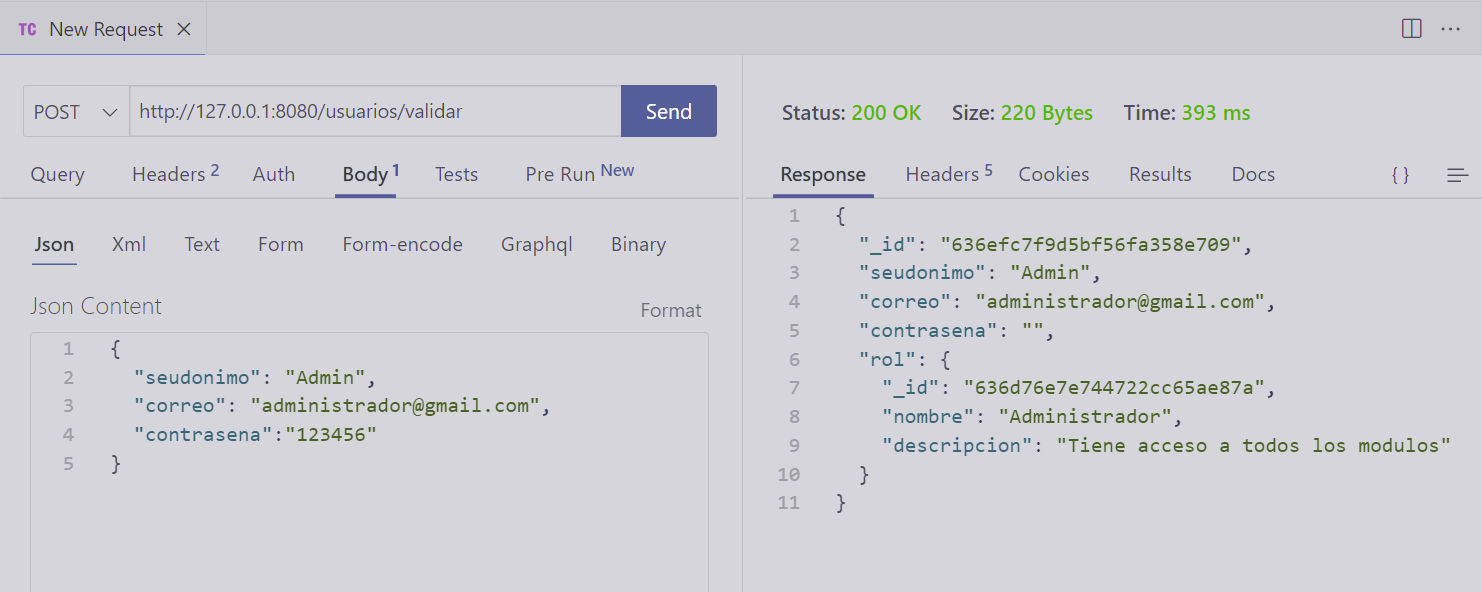 TC New Request
POST http://127.0.0.1:8080/usuarios/validar Send
Query Headers 2 Auth Body 1 Tests Pre Run New
Json Xml Text Form Form-encode Graphql Binary
Json Content Format
1 {
2 "seudonimo": "Admin",
3 "correo": "administrador@gmail.com",
4 "contrasena":"123456"
5 }
Status: 200 OK Size: 220 Bytes Time: 393 ms
Response Headers 5 Cookies Results Docs { }
1 {
2 "_id": "636efc7f9d5bf56fa358e709",
3 "seudonimo": "Admin",
4 "correo": "administrador@gmail.com",
5 "contrasena": "",
6 "rol": {
7 "_id": "636d76e7e744722cc65ae87a",
8 "nombre": "Administrador",
9 "descripcion": "Tiene acceso a todos los modulos"
10 }
11 }